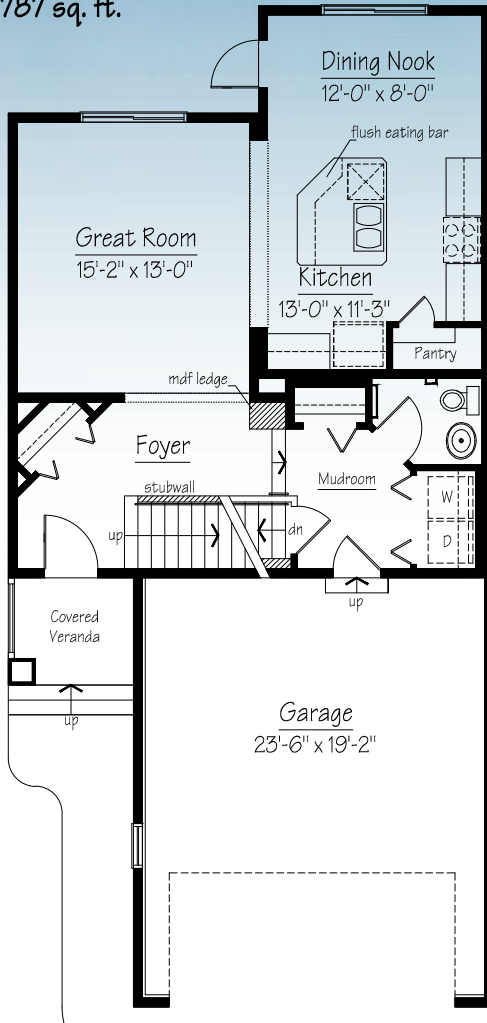 787 sq. ft.
Dining Nook
12'-0" x 8'-0"
flush eating bar
Great Room
15'-2" x 13'-0"
Kitchen
13'-0" x 11'-3"
Pantry
mdf ledge
Foyer
Mudroom
stubwall
W
up
dn
D
up
Covered
Veranda
up
Garage
23'-6" x 19'-2"